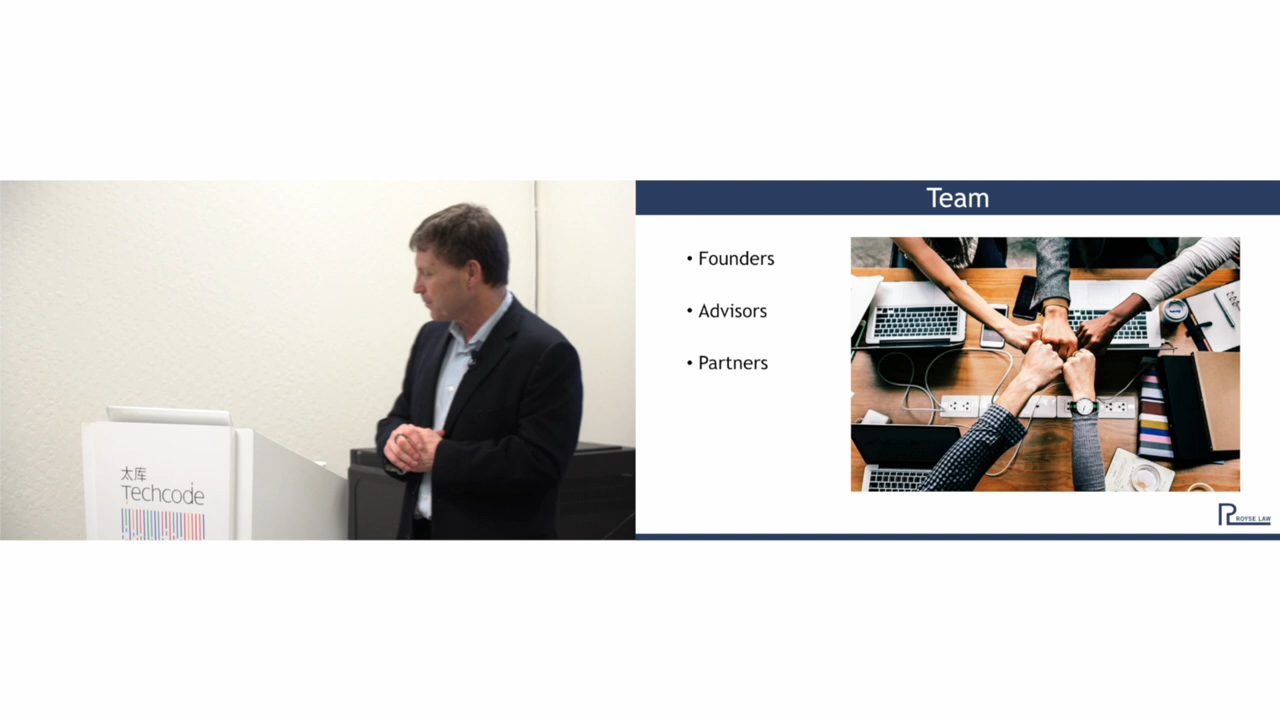 太库
Techcode
Team
• Founders
• Advisors
• Partners
ROYSE LAW